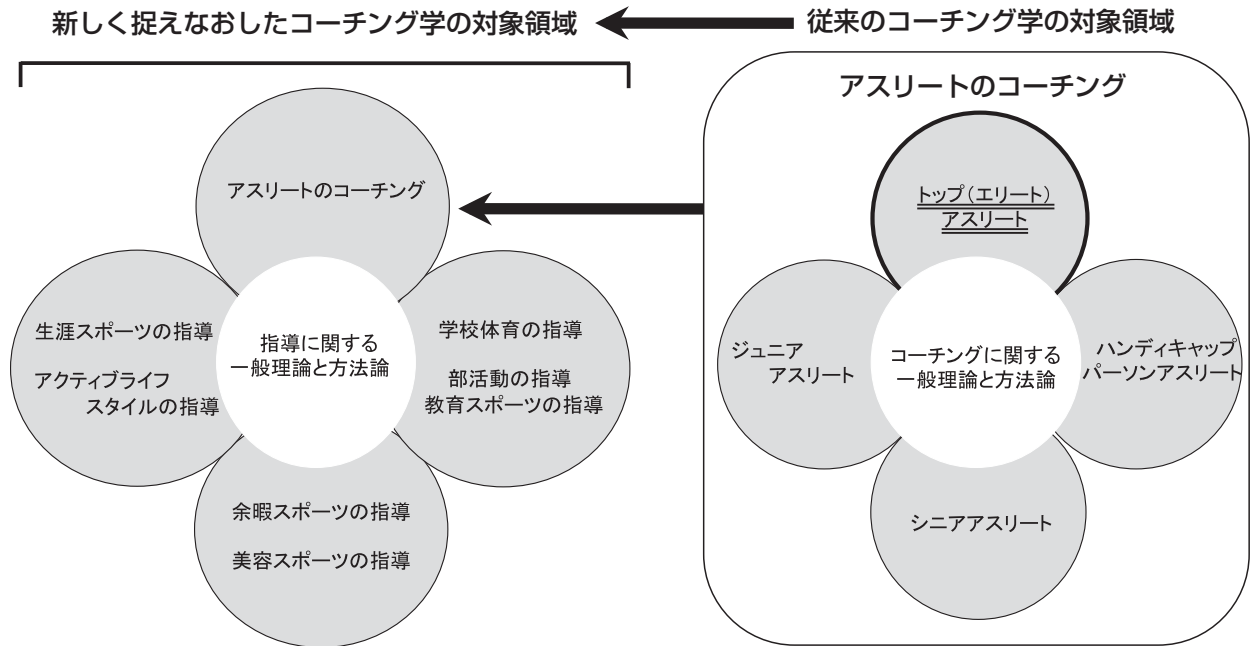 新しく捉えなおしたコーチング学の対象領域
従来のコーチング学の対象領域
アスリートのコーチング
生涯スポーツの指導
アクティブライフ
スタイルの指導
指導に関する
一般理論と方法論
学校体育の指導
部活動の指導
教育スポーツの指導
余暇スポーツの指導
美容スポーツの指導
アスリートのコーチング
トップ(エリート)
アスリート
ジュニア
アスリート
コーチングに関する
一般理論と方法論
ハンディキャップ
パーソンアスリート
シニアアスリート